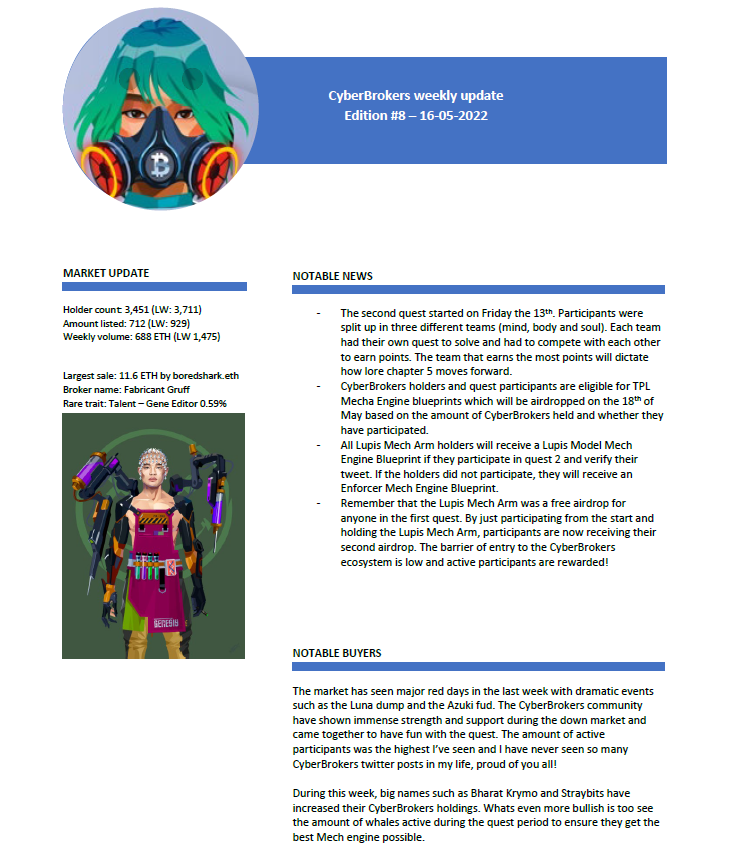 CyberBrokers weekly update
Edition #8 – 16-05-2022
MARKET UPDATE
Holder count: 3,451 (LW: 3,711)
Amount listed: 712 (LW: 929)
Weekly volume: 688 ETH (LW 1,475)
Largest sale: 11.6 ETH by boredshark.eth
Broker name: Fabricant Gruff
Rare trait: Talent – Gene Editor 0.59%
GENESIS
NOTABLE NEWS
- The second quest started on Friday the 13th. Participants were
split up in three different teams (mind, body and soul). Each team
had their own quest to solve and had to compete with each other
to earn points. The team that earns the most points will dictate
how lore chapter 5 moves forward.
- CyberBrokers holders and quest participants are eligible for TPL
Mecha Engine blueprints which will be airdropped on the 18th of
May based on the amount of CyberBrokers held and whether they
have participated.
- All Lupis Mech Arm holders will receive a Lupis Model Mech
Engine Blueprint if they participate in quest 2 and verify their
tweet. If the holders did not participate, they will receive an
Enforcer Mech Engine Blueprint.
- Remember that the Lupis Mech Arm was a free airdrop for
anyone in the first quest. By just participating from the start and
holding the Lupis Mech Arm, participants are now receiving their
second airdrop. The barrier of entry to the CyberBrokers
ecosystem is low and active participants are rewarded!
NOTABLE BUYERS
The market has seen major red days in the last week with dramatic events
such as the Luna dump and the Azuki fud. The CyberBrokers community
have shown immense strength and support during the down market and
came together to have fun with the quest. The amount of active
participants was the highest I've seen and I have never seen so many
CyberBrokers twitter posts in my life, proud of you all!
During this week, big names such as Bharat Krymo and Straybits have
increased their CyberBrokers holdings. Whats even more bullish is too see
the amount of whales active during the quest period to ensure they get the
best Mech engine possible.